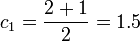 c₁ = (2 + 1)/2 = 1.5